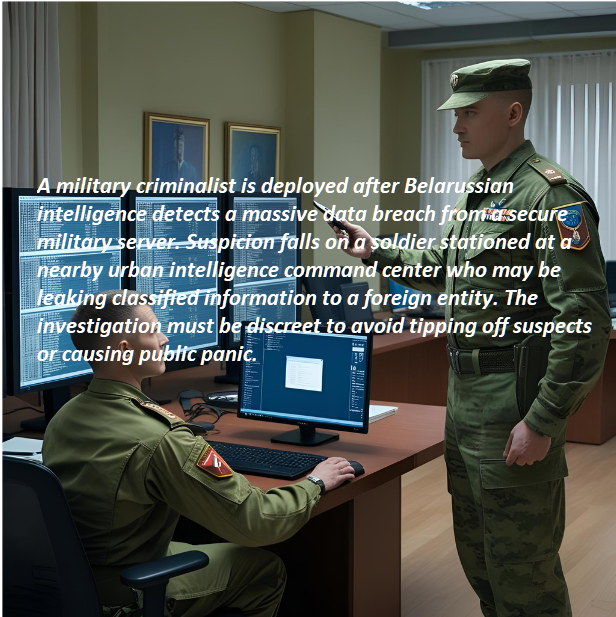 A military criminalist is deployed after Belarussian
intelligence detects a massive data breach from a secure
military server. Suspicion falls on a soldier stationed at a
nearby urban intelligence command center who may be
leaking classified information to a foreign entity. The
investigation must be discreet to avoid tipping off suspects
or causing public panic.